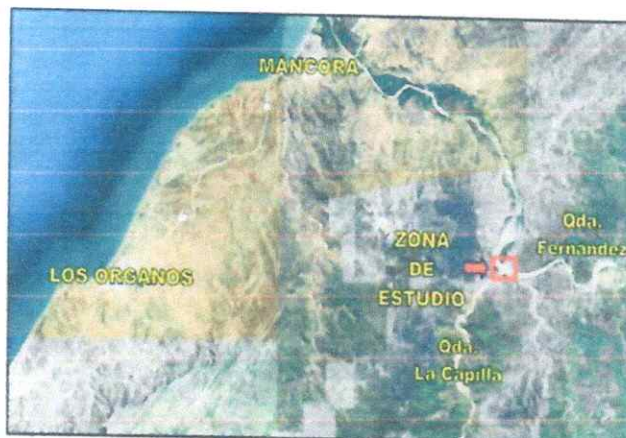 MANCORA
LOS ORGANOS
ZONA
DE
ESTUDIO
Qda.
Fernandez
Qda.
La Capilla